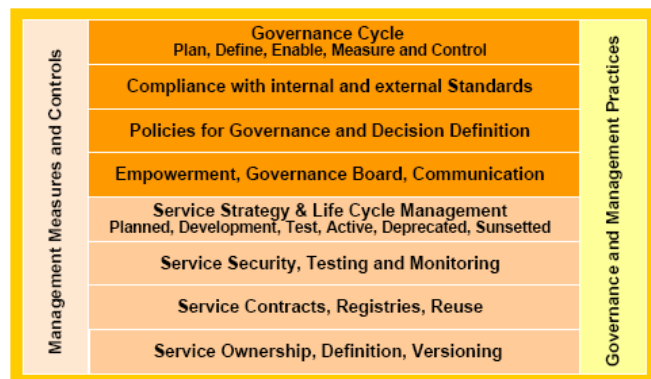 Management Measures and Controls
Governance Cycle
Plan, Define, Enable, Measure and Control
Compliance with internal and external Standards
Policies for Governance and Decision Definition
Empowerment, Governance Board, Communication
Service Strategy & Life Cycle Management
Planned, Development, Test, Active, Deprecated, Sunsetted
Service Security, Testing and Monitoring
Service Contracts, Registries, Reuse
Service Ownership, Definition, Versioning
Governance and Management Practices